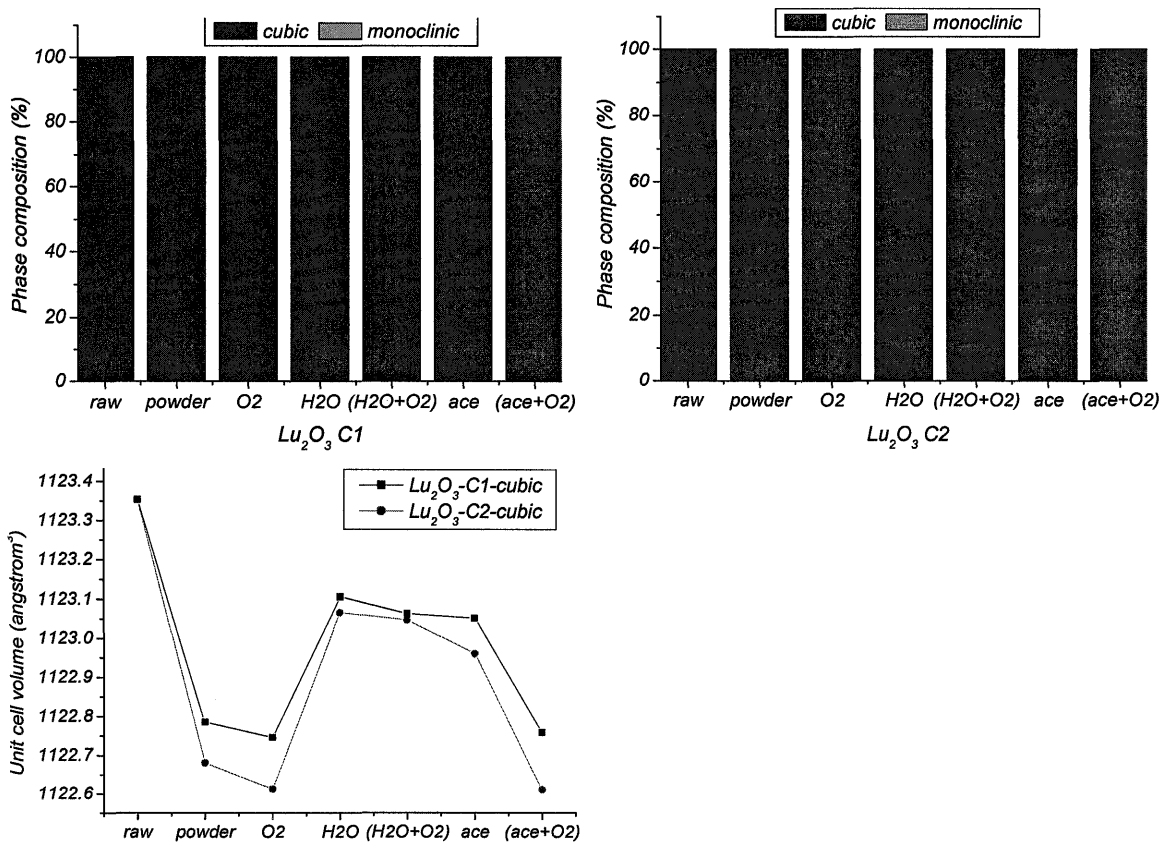 cubic monoclinic
Phase composition (%)
100
80
60
40
20
0
raw powder O2 H2O (H2O+O2) ace (ace+O2)
Lu₂O₃ C1
cubic monoclinic
Phase composition (%)
100
80
60
40
20
0
raw powder O2 H2O (H2O+O2) ace (ace+O2)
Lu₂O₃ C2
Unit cell volume (angstrom³)
1123.4
1123.3
1123.2
1123.1
1123.0
1122.9
1122.8
1122.7
1122.6
Lu₂O₃-C1-cubic
Lu₂O₃-C2-cubic
raw powder O2 H2O (H2O+O2) ace (ace+O2)